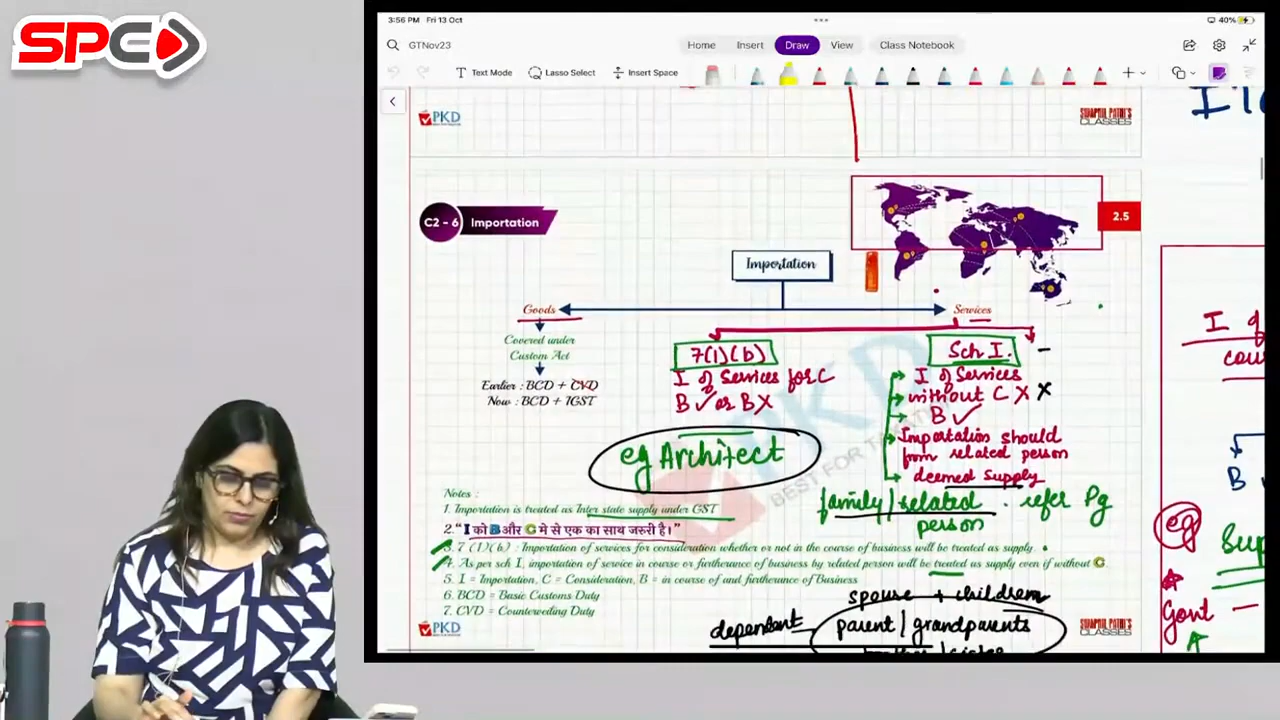 SPC
3:56 PM Fri 13 Oct
40%
GTNov23
Home
Insert
Draw
View
Class Notebook
Text Mode
Lasso Select
Insert Space
PKD
SWAPNIL PATNI'S
CLASSES
C2 - 6 Importation
2.5
Importation
Goods
Services
Covered under
Custom Act
Earlier : BCD + CVD
Now : BCD + IGST
7(1)(b)
I of Services for C
B ✓ or B X
Sch I. -
I of Services
without C X X
B ✓
Importation should
from related person
deemed supply
eg Architect
family / related . refer Pg
person
PKD
BEST FOR
Notes :
1. Importation is treated as Inter state supply under GST
2. "I को B और C मे से एक का साथ जरुरी है।"
3. 7 (1)(b) : Importation of services for consideration whether or not in the course of business will be treated as supply.
4. As per sch I, importation of service in course or furtherance of business by related person will be treated as supply even if without C.
5. I = Importation, C = Consideration, B = in course of and furtherance of Business
6. BCD = Basic Customs Duty
7. CVD = Countervailing Duty
spouse + children
dependent parent / grandparents
PKD
SWAPNIL PATNI'S
CLASSES
I of
cou
B
eg
Sup
Govt -